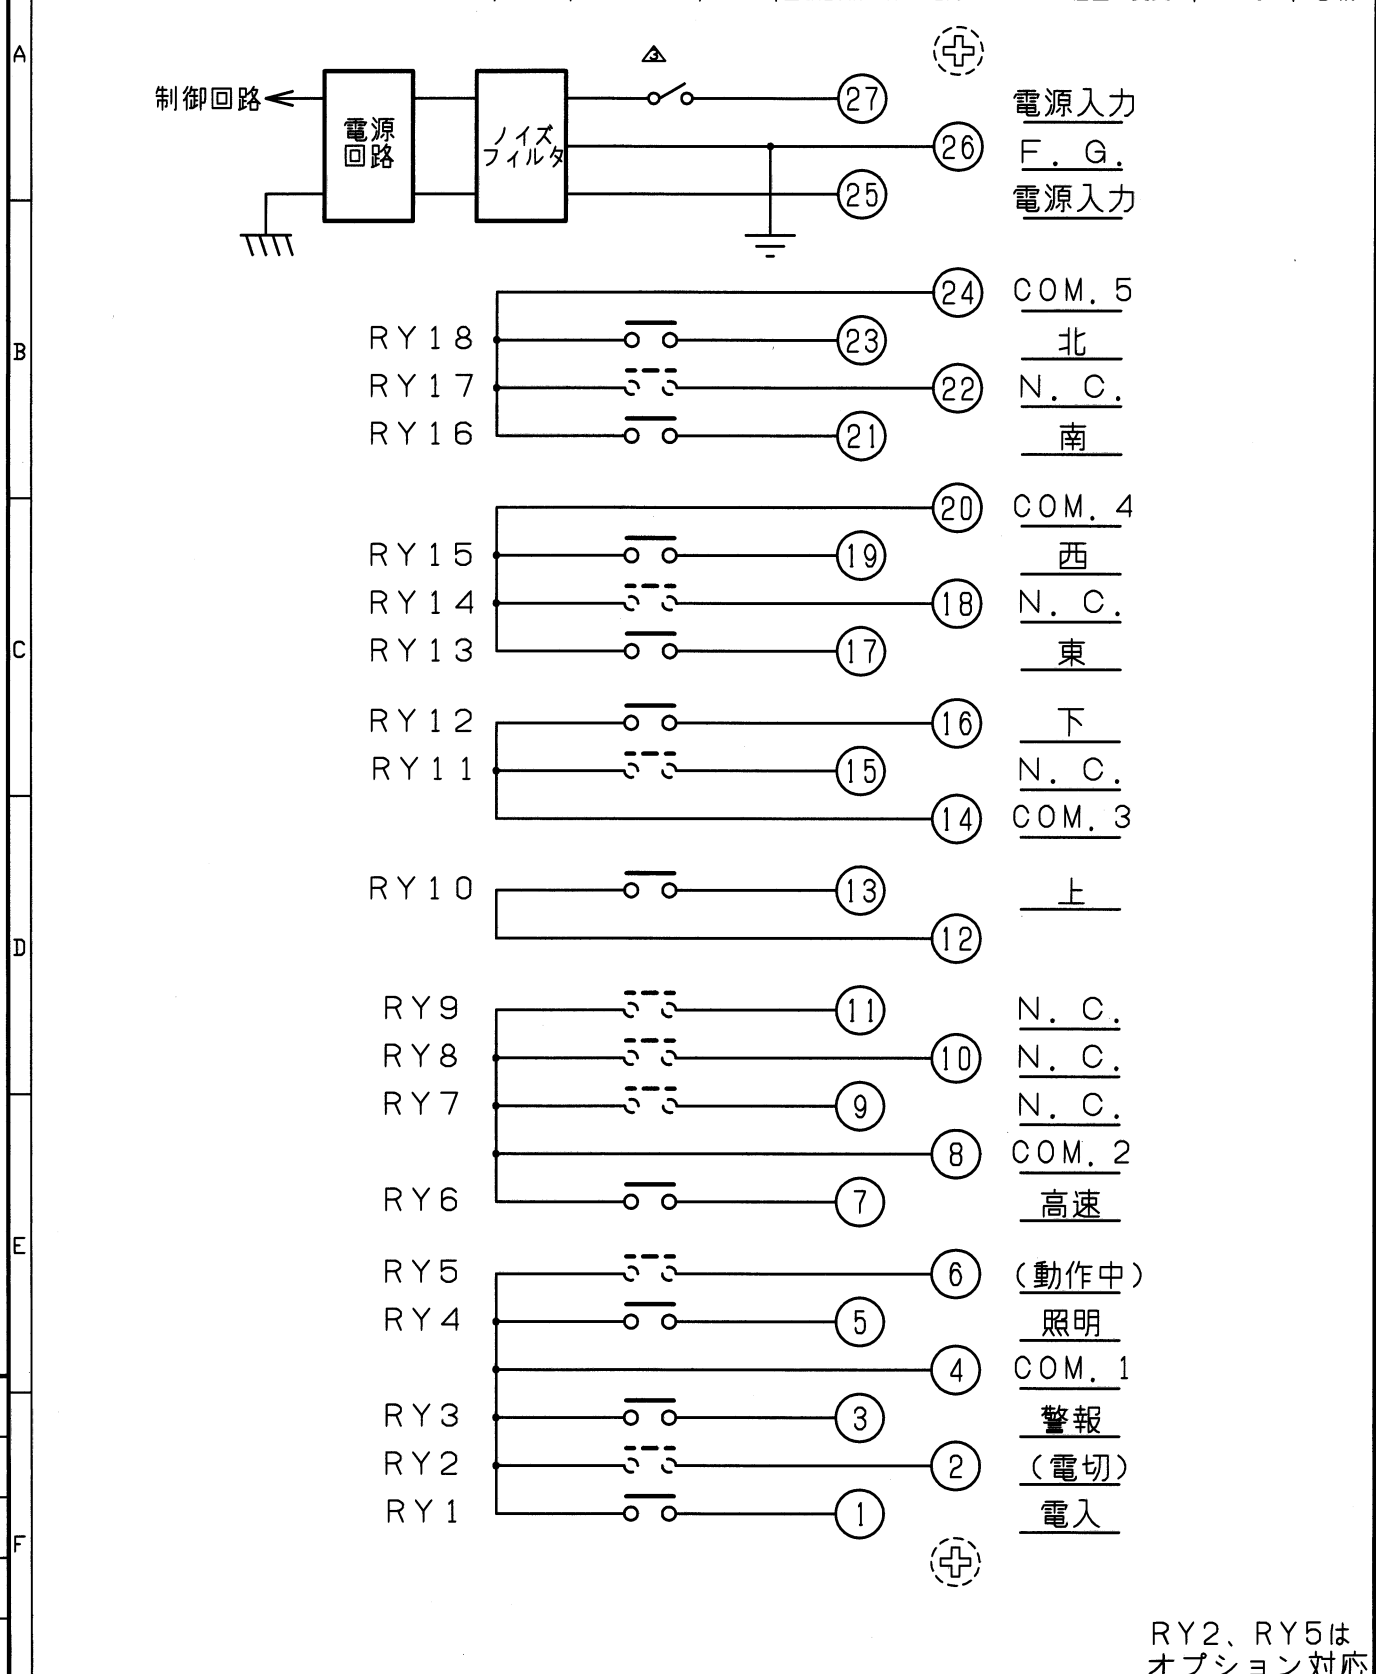 A
3
制御回路
電源
回路
ノイズ
フィルタ
27 電源入力
26 F. G.
25 電源入力
24 COM. 5
B
RY18 23 北
RY17 22 N. C.
RY16 21 南
20 COM. 4
RY15 19 西
RY14 18 N. C.
C
RY13 17 東
RY12 16 下
RY11 15 N. C.
14 COM. 3
RY10 13 上
D
12
RY9 11 N. C.
RY8 10 N. C.
RY7 9 N. C.
8 COM. 2
RY6 7 高速
E
RY5 6 (動作中)
RY4 5 照明
4 COM. 1
RY3 3 警報
RY2 2 (電切)
RY1 1 電入
F
RY2、RY5は
オプション対応